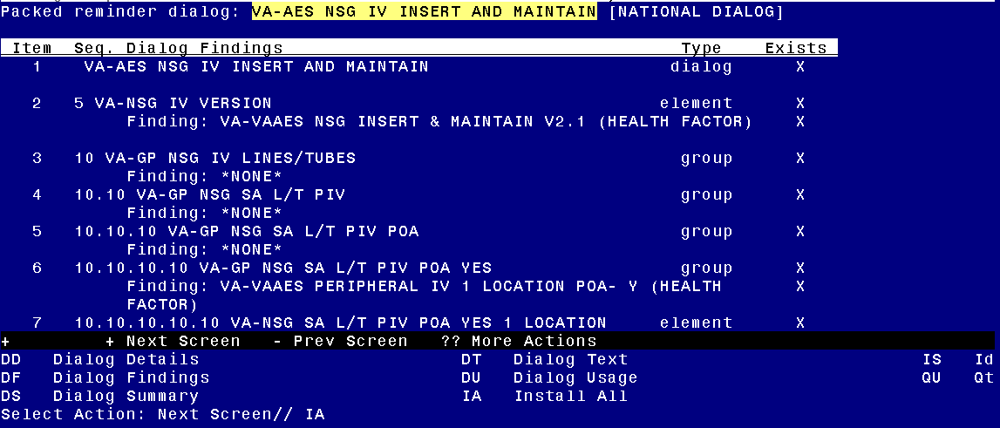 Packed reminder dialog: VA-AES NSG IV INSERT AND MAINTAIN [NATIONAL DIALOG]
Item Seq. Dialog Findings Type Exists
1 VA-AES NSG IV INSERT AND MAINTAIN dialog X
2 5 VA-NSG IV VERSION element X
Finding: VA-VAAES NSG INSERT & MAINTAIN V2.1 (HEALTH FACTOR) X
3 10 VA-GP NSG IV LINES/TUBES group X
Finding: *NONE*
4 10.10 VA-GP NSG SA L/T PIV group X
Finding: *NONE*
5 10.10.10 VA-GP NSG SA L/T PIV POA group X
Finding: *NONE*
6 10.10.10.10 VA-GP NSG SA L/T PIV POA YES group X
Finding: VA-VAAES PERIPHERAL IV 1 LOCATION POA- Y (HEALTH X
FACTOR)
7 10.10.10.10.10 VA-NSG SA L/T PIV POA YES 1 LOCATION element X
+ + Next Screen - Prev Screen ?? More Actions
DD Dialog Details DT Dialog Text IS Id
DF Dialog Findings DU Dialog Usage QU Qt
DS Dialog Summary IA Install All
Select Action: Next Screen// IA